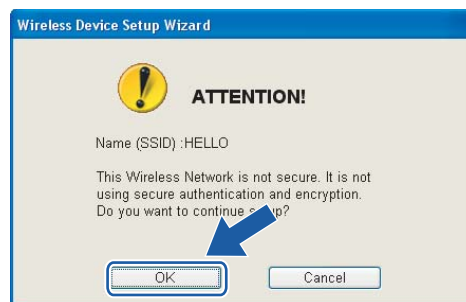 Wireless Device Setup Wizard
ATTENTION!
Name (SSID) :HELLO
This Wireless Network is not secure. It is not
using secure authentication and encryption.
Do you want to continue setup?
OK
Cancel